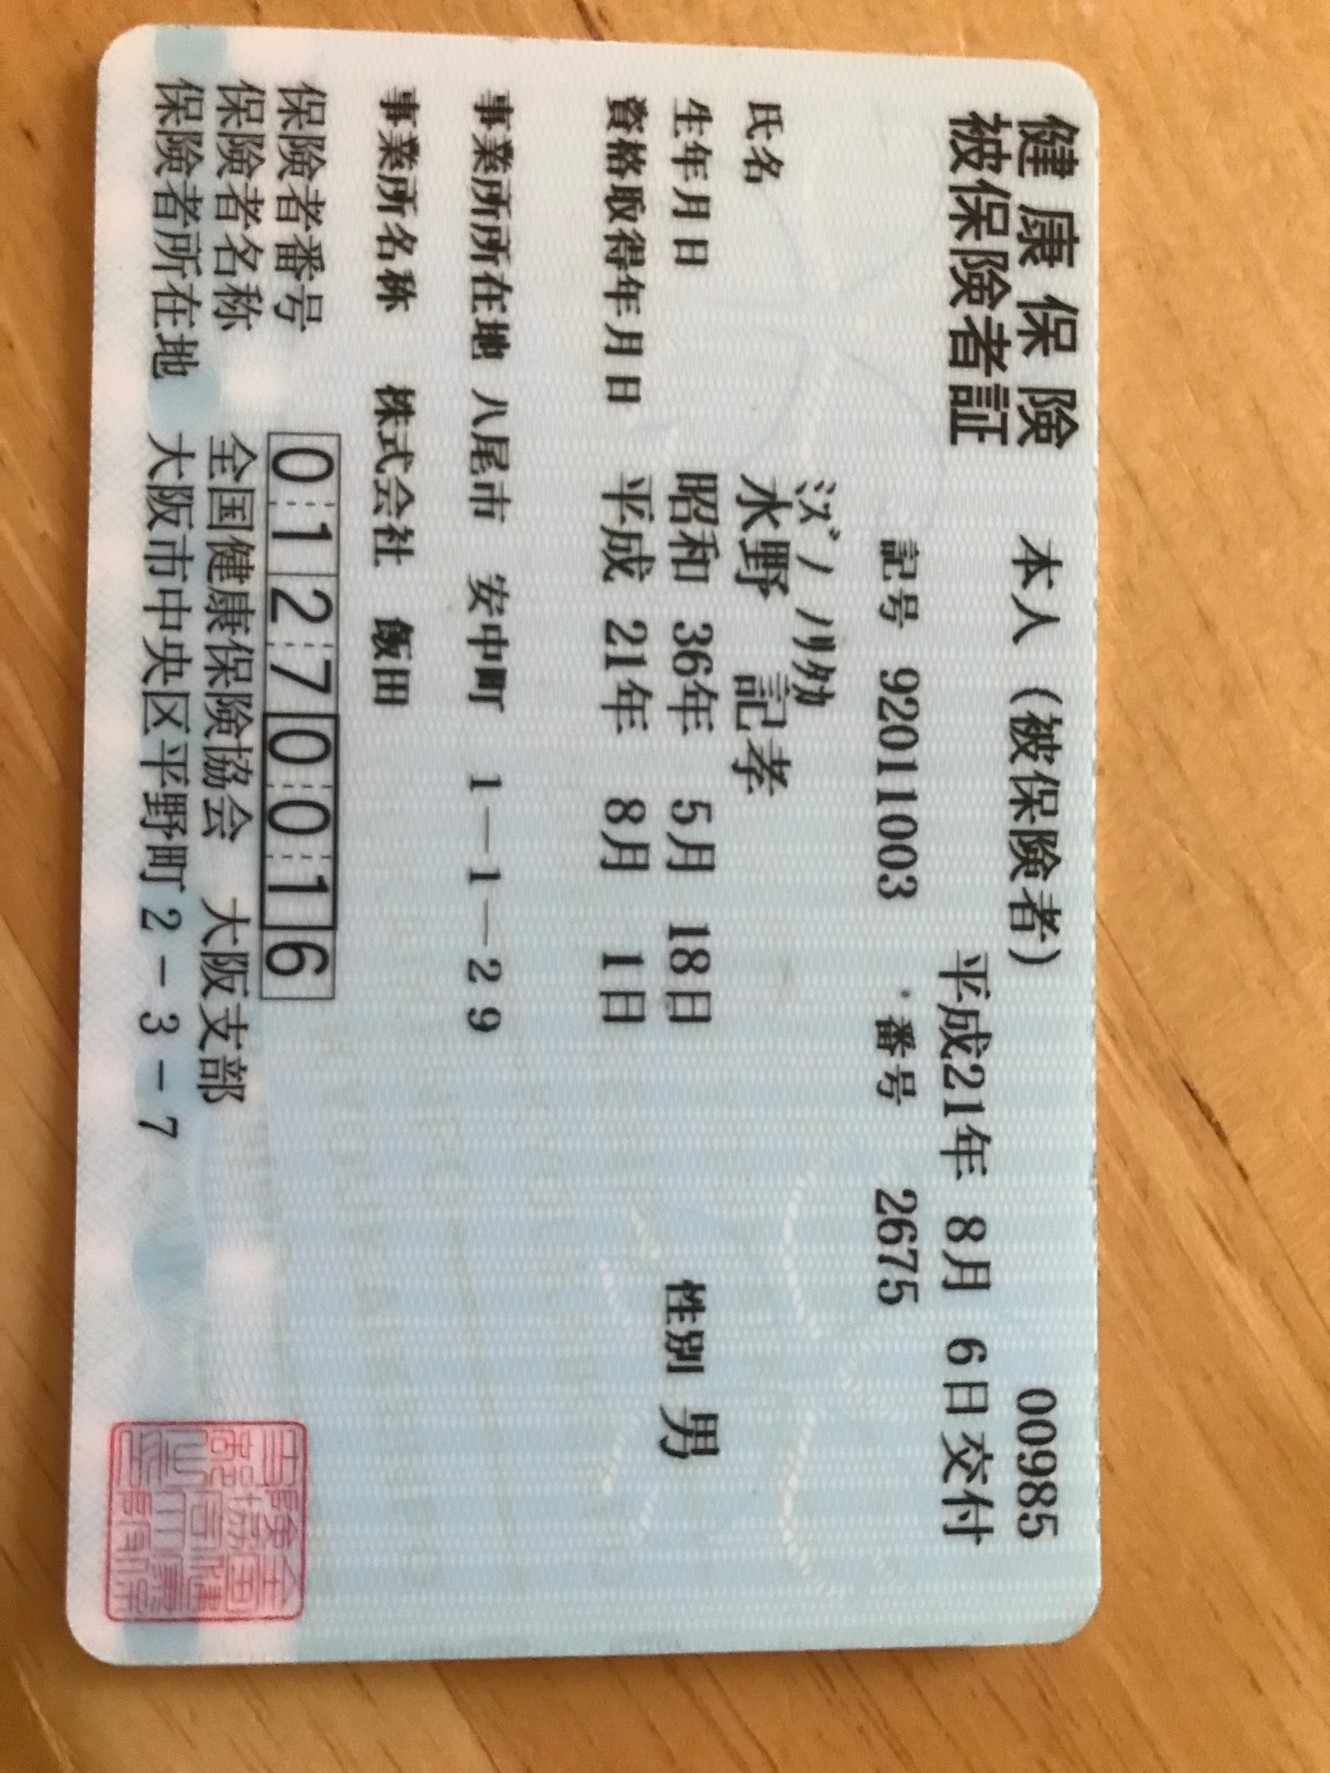 健康保険
被保険者証
本人（被保険者）
00985
平成21年 8月 6日交付
記号 92011003 番号 2675
ミズノ ノリタカ
氏名 水野 記孝
生年月日 昭和 36年 5月 18日 性別 男
資格取得年月日 平成 21年 8月 1日
事業所所在地 八尾市 安中町 1―1―29
事業所名称 株式会社 飯田
保険者番号 01270016
保険者名称 全国健康保険協会 大阪支部
保険者所在地 大阪市中央区平野町2-3-7